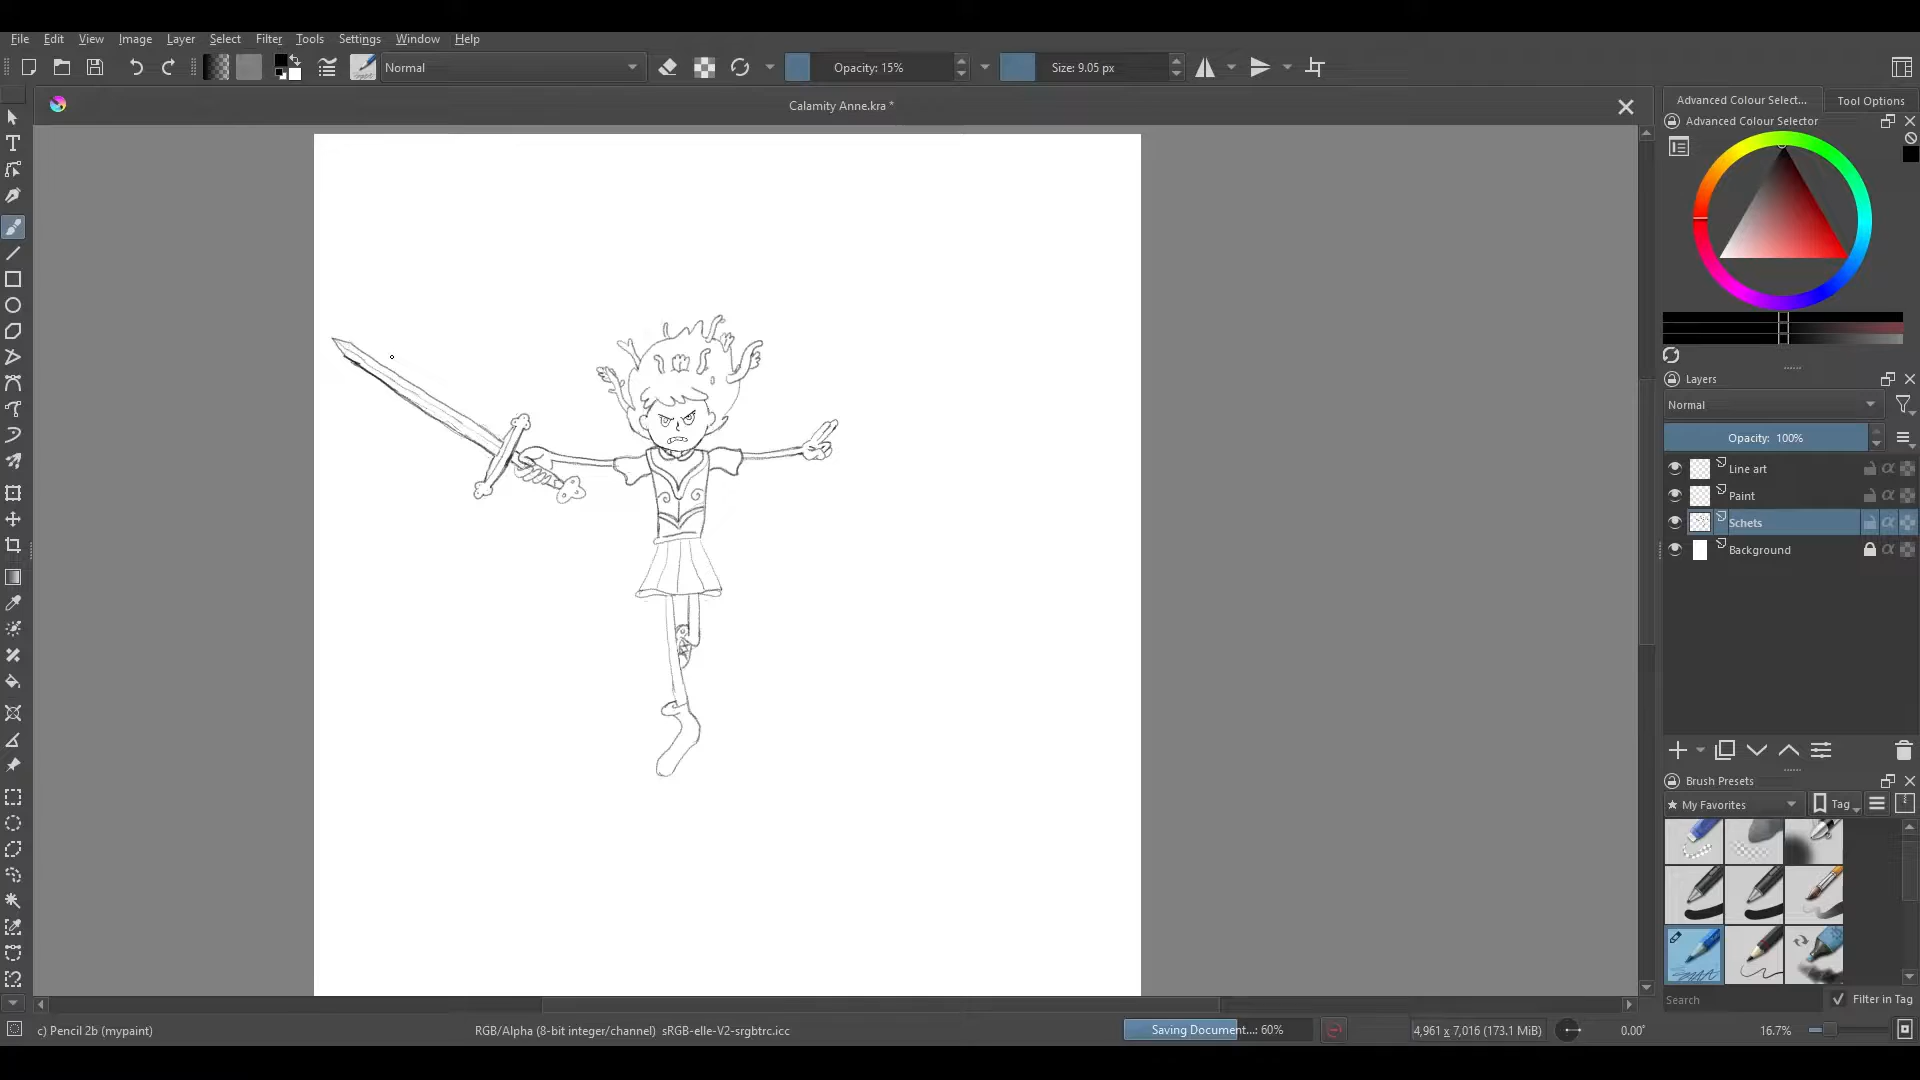 File Edit View Image Layer Select Filter Tools Settings Window Help
Normal
Opacity: 15%
Size: 9.05 px
Calamity Anne.kra *
Advanced Colour Select...
Tool Options
Advanced Colour Selector
Layers
Normal
Opacity: 100%
Line art
Paint
Schets
Background
Brush Presets
My Favorites
Tag
Search
Filter in Tag
c) Pencil 2b (mypaint)
RGB/Alpha (8-bit integer/channel) sRGB-elle-V2-srgbtrc.icc
Saving Document...: 60%
4,961 x 7,016 (173.1 MiB)
0.00°
16.7%